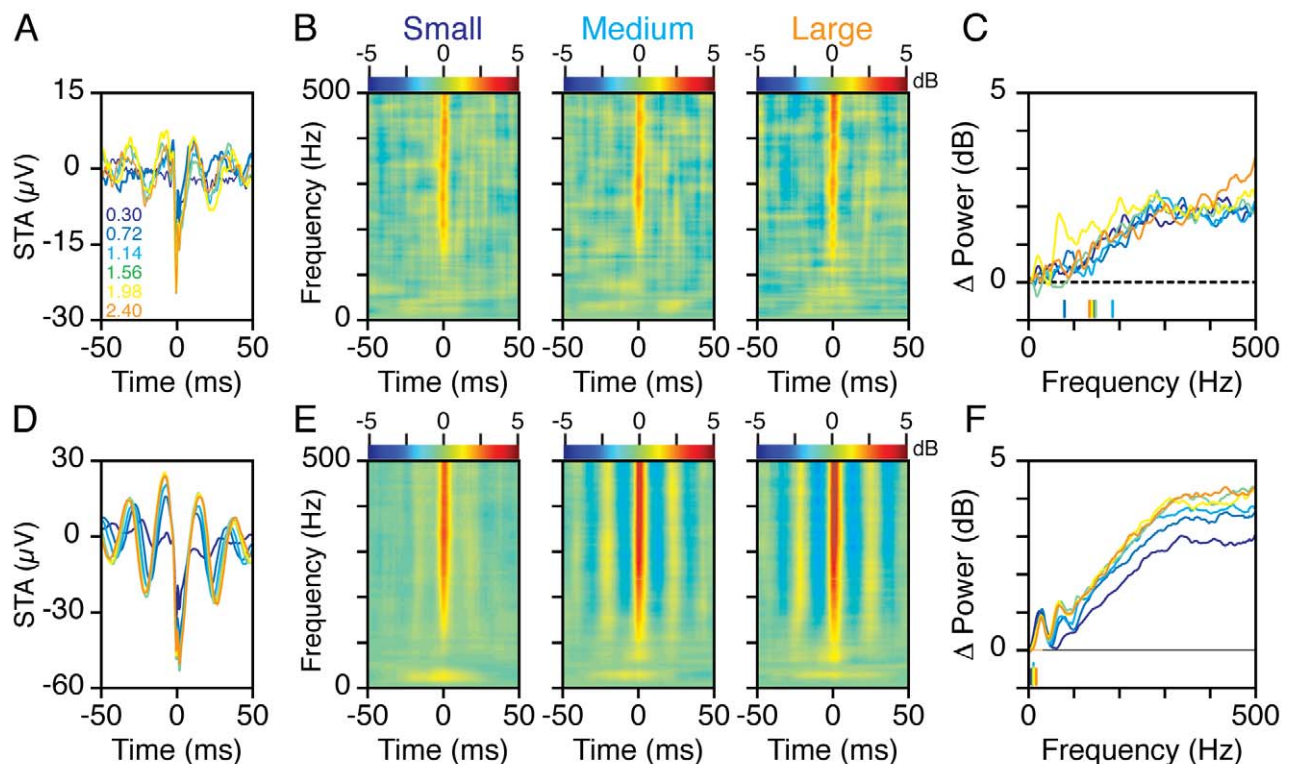 A
STA (µV)
15
0
-15
-30
0.30
0.72
1.14
1.56
1.98
2.40
-50 0 50
Time (ms)
B
Small Medium Large
-5 0 5 -5 0 5 -5 0 5
dB
Frequency (Hz)
500
0
-50 0 50 -50 0 50 -50 0 50
Time (ms) Time (ms) Time (ms)
C
Δ Power (dB)
5
0
0 500
Frequency (Hz)
D
STA (µV)
30
0
-30
-60
-50 0 50
Time (ms)
E
-5 0 5 -5 0 5 -5 0 5
dB
Frequency (Hz)
500
0
-50 0 50 -50 0 50 -50 0 50
Time (ms) Time (ms) Time (ms)
F
Δ Power (dB)
5
0
0 500
Frequency (Hz)